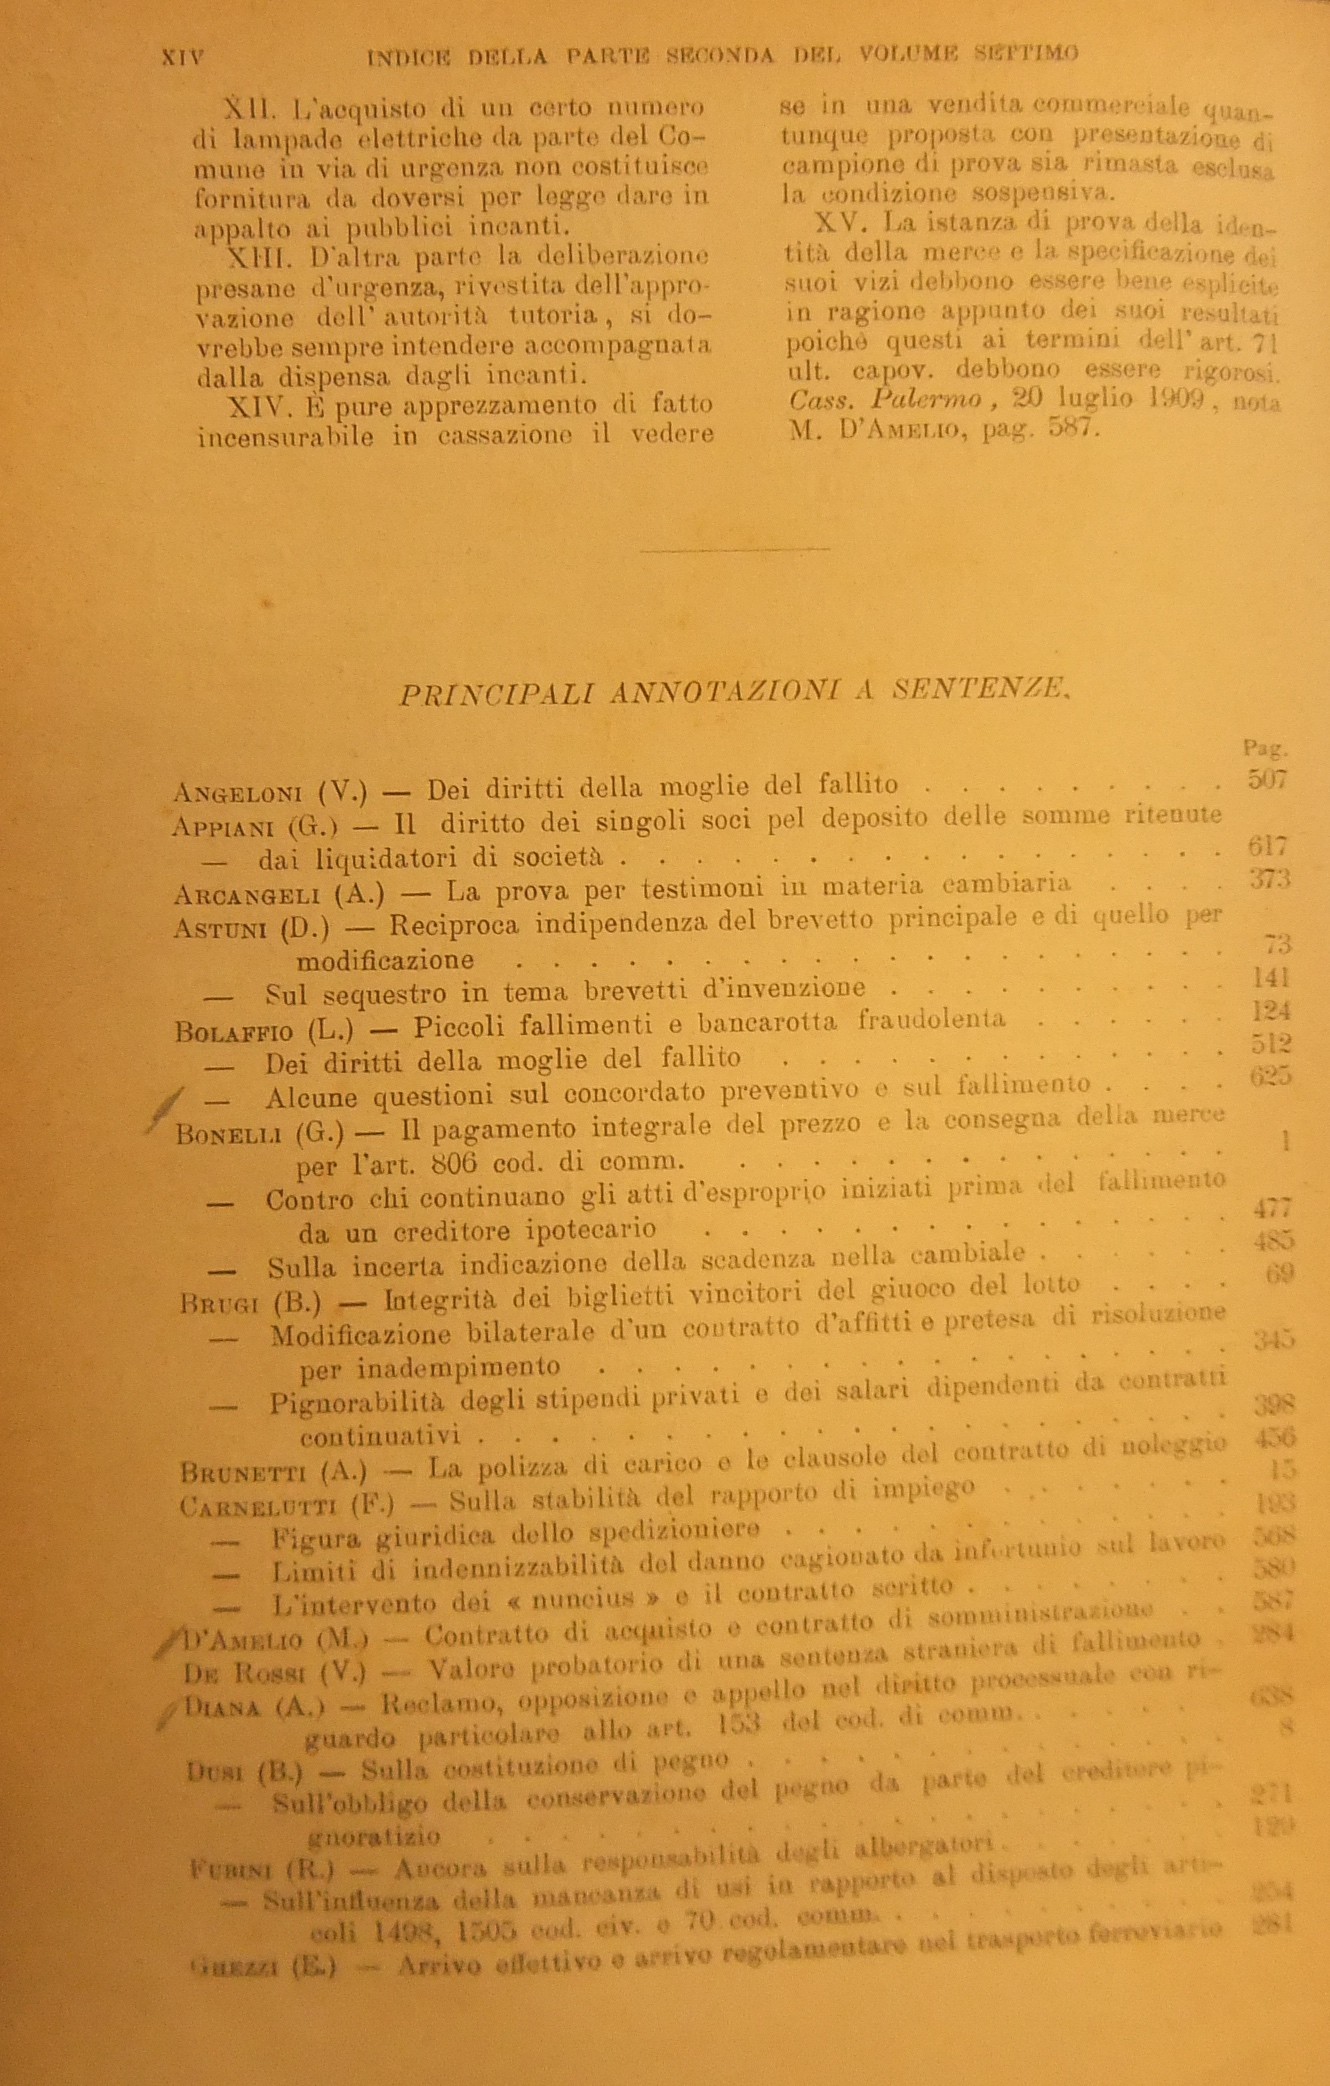 XIV
INDICE DELLA PARTE SECONDA DEL VOLUME SETTIMO
XII. L'acquisto di un certo numero
di lampade elettriche da parte del Co-
mune in via di urgenza non costituisce
fornitura da doversi per legge dare in
appalto ai pubblici incanti.
XIII. D'altra parte la deliberazione
presane d'urgenza, rivestita dell'appro-
vazione dell' autorità tutoria, si do-
vrebbe sempre intendere accompagnata
dalla dispensa dagli incanti.
XIV. È pure apprezzamento di fatto
incensurabile in cassazione il vedere
se in una vendita commerciale quan-
tunque proposta con presentazione di
campione di prova sia rimasta esclusa
la condizione sospensiva.
XV. La istanza di prova della iden-
tità della merce e la specificazione dei
suoi vizi debbono essere bene esplicite
in ragione appunto dei suoi resultati
poichè questi ai termini dell' art. 71
ult. capov. debbono essere rigorosi.
Cass. Palermo, 20 luglio 1909, nota
M. D'AMELIO, pag. 587.
PRINCIPALI ANNOTAZIONI A SENTENZE.
Pag.
ANGELONI (V.) — Dei diritti della moglie del fallito . . . . . . . . . 507
APPIANI (G.) — Il diritto dei singoli soci pel deposito delle somme ritenute
— dai liquidatori di società . . . . . . . . . . . . . . . . . 617
ARCANGELI (A.) — La prova per testimoni in materia cambiaria . . . . 373
ASTUNI (D.) — Reciproca indipendenza del brevetto principale e di quello per
modificazione . . . . . . . . . . . . . . . . . . . 73
— Sul sequestro in tema brevetti d'invenzione . . . . . . . . . . 141
BOLAFFIO (L.) — Piccoli fallimenti e bancarotta fraudolenta . . . . . . 124
— Dei diritti della moglie del fallito . . . . . . . . . . . . 512
— Alcune questioni sul concordato preventivo e sul fallimento . . . . 625
BONELLI (G.) — Il pagamento integrale del prezzo e la consegna della merce
per l'art. 806 cod. di comm. . . . . . . . . . . . . . . 1
— Contro chi continuano gli atti d'esproprio iniziati prima del fallimento
da un creditore ipotecario . . . . . . . . . . . . . . . 477
— Sulla incerta indicazione della scadenza nella cambiale . . . . . . 485
BRUGI (B.) — Integrità dei biglietti vincitori del giuoco del lotto . . . . 69
— Modificazione bilaterale d'un contratto d'affitti e pretesa di risoluzione
per inadempimento . . . . . . . . . . . . . . . . . 345
— Pignorabilità degli stipendi privati e dei salari dipendenti da contratti
continuativi . . . . . . . . . . . . . . . . . . . . 398
BRUNETTI (A.) — La polizza di carico e le clausole del contratto di noleggio 456
CARNELUTTI (F.) — Sulla stabilità del rapporto di impiego . . . . . . . 15
— Figura giuridica dello spedizioniere . . . . . . . . . . . . 193
— Limiti di indennizzabilità del danno cagionato da infortunio sul lavoro 568
— L'intervento dei « nuncius » e il contratto scritto . . . . . . . . 580
D'AMELIO (M.) — Contratto di acquisto e contratto di somministrazione . . 587
DE ROSSI (V.) — Valore probatorio di una sentenza straniera di fallimento . 284
DIANA (A.) — Reclamo, opposizione e appello nel diritto processuale con ri-
guardo particolare allo art. 153 del cod. di comm. . . . . . 638
DUSI (B.) — Sulla costituzione di pegno . . . . . . . . . . . . . 8
— Sull'obbligo della conservazione del pegno da parte del creditore pi-
gnoratizio . . . . . . . . . . . . . . . . . . . . 271
FUBINI (R.) — Ancora sulla responsabilità degli albergatori . . . . . . 129
— Sull'influenza della mancanza di usi in rapporto al disposto degli arti-
coli 1498, 1505 cod. civ. e 70 cod. comm. . . . . . . . . . 254
GHEZZI (E.) — Arrivo effettivo e arrivo regolamentare nel trasporto ferroviario 261